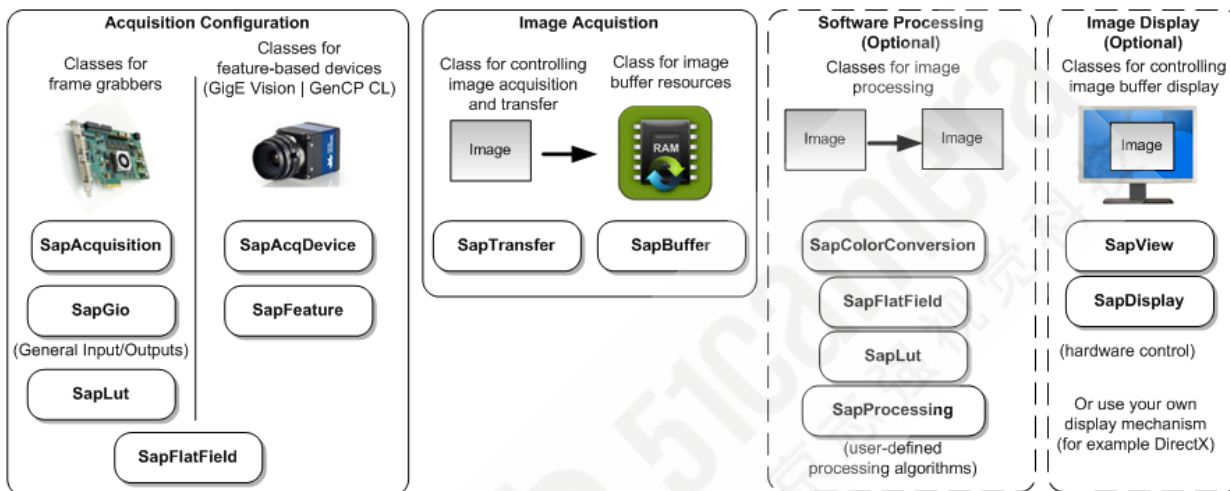 Acquisition Configuration
Classes for
frame grabbers
Classes for
feature-based devices
(GigE Vision | GenCP CL)
SapAcquisition
SapGio
(General Input/Outputs)
SapLut
SapAcqDevice
SapFeature
SapFlatField
Image Acquistion
Class for controlling
image acquisition
and transfer
Class for image
buffer resources
Image
RAM
SapTransfer
SapBuffer
Software Processing
(Optional)
Classes for image
processing
Image
Image
SapColorConversion
SapFlatField
SapLut
SapProcessing
(user-defined
processing algorithms)
Image Display
(Optional)
Classes for controlling
image buffer display
Image
SapView
SapDisplay
(hardware control)
Or use your own
display mechanism
(for example DirectX)
51camera